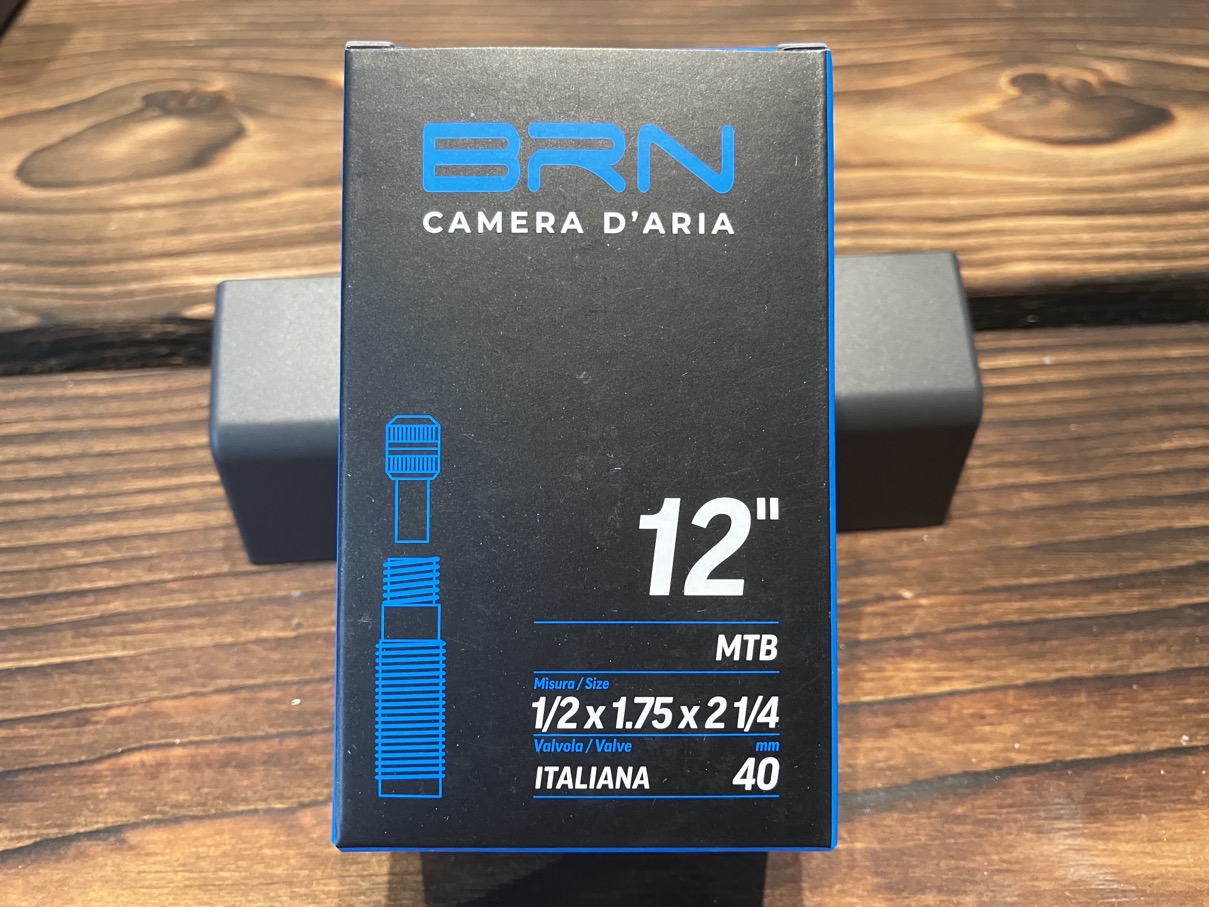 BRN
CAMERA D'ARIA
12"
MTB
Misura / Size
1/2 x 1.75 x 2 1/4
Valvola / Valve mm
ITALIANA 40